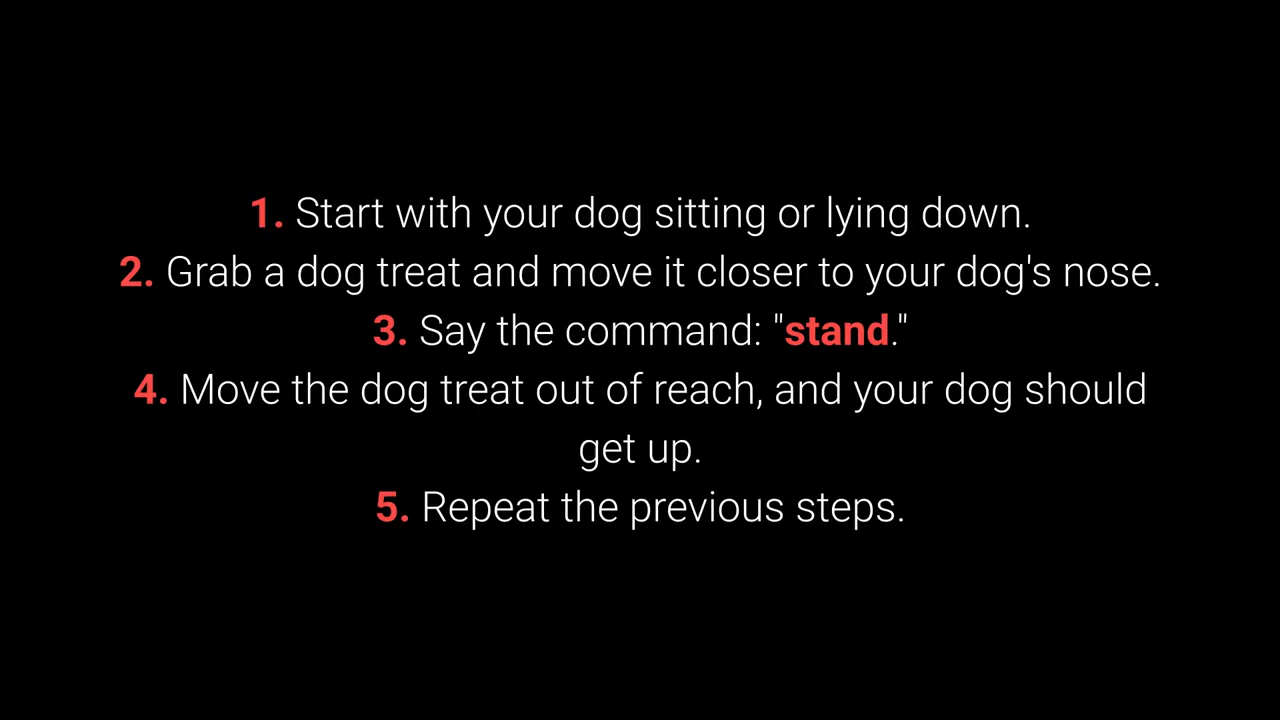 1. Start with your dog sitting or lying down.
2. Grab a dog treat and move it closer to your dog's nose.
3. Say the command: "stand."
4. Move the dog treat out of reach, and your dog should
get up.
5. Repeat the previous steps.